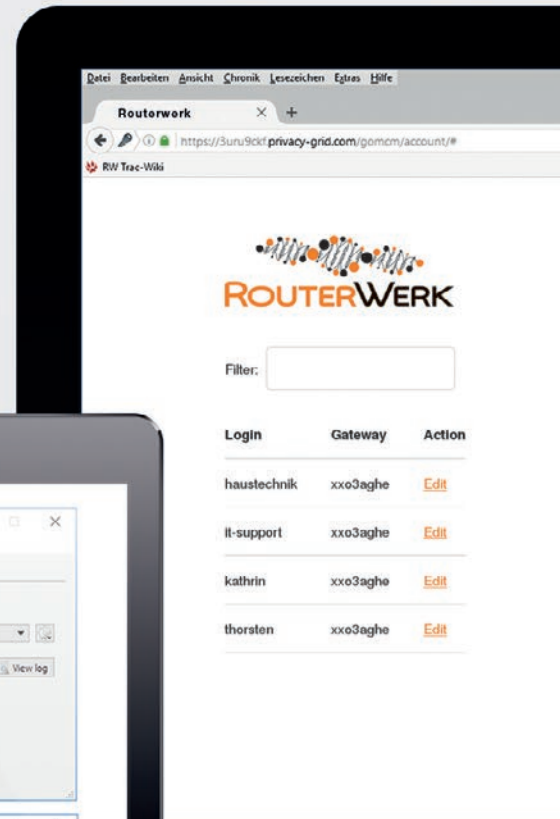 Datei Bearbeiten Ansicht Chronik Lesezeichen Extras Hilfe
Routerwerk × +
https://3uru9ckf.privacy-grid.com/gomcm/account/#
RW Trac-Wiki
ROUTERWERK
Filter:
Login Gateway Action
haustechnik xxo3aghe Edit
it-support xxo3aghe Edit
kathrin xxo3aghe Edit
thorsten xxo3aghe Edit
View log